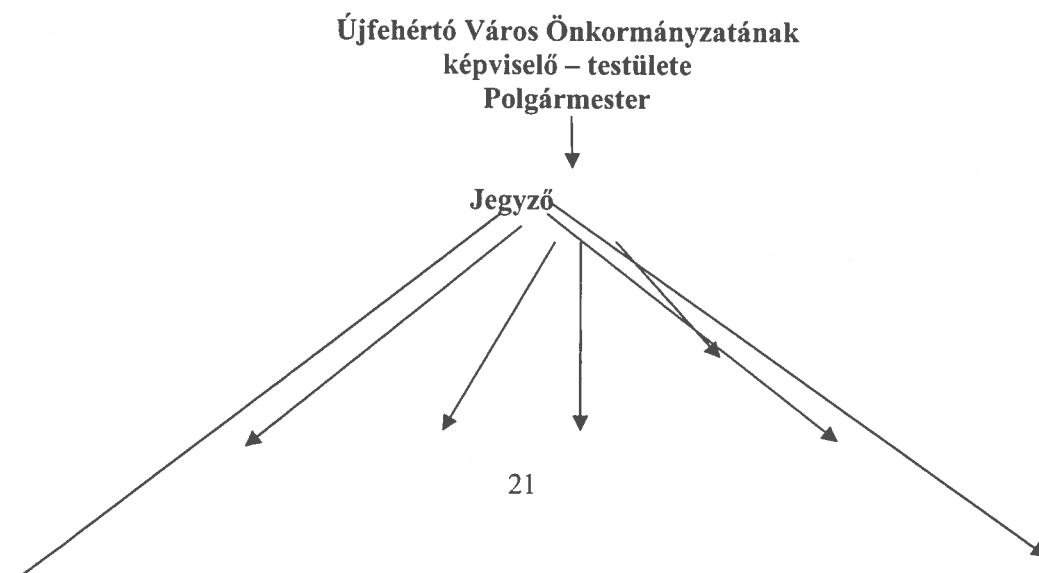 Újfehértó Város Önkormányzatának
képviselő – testülete
Polgármester
Jegyző
21